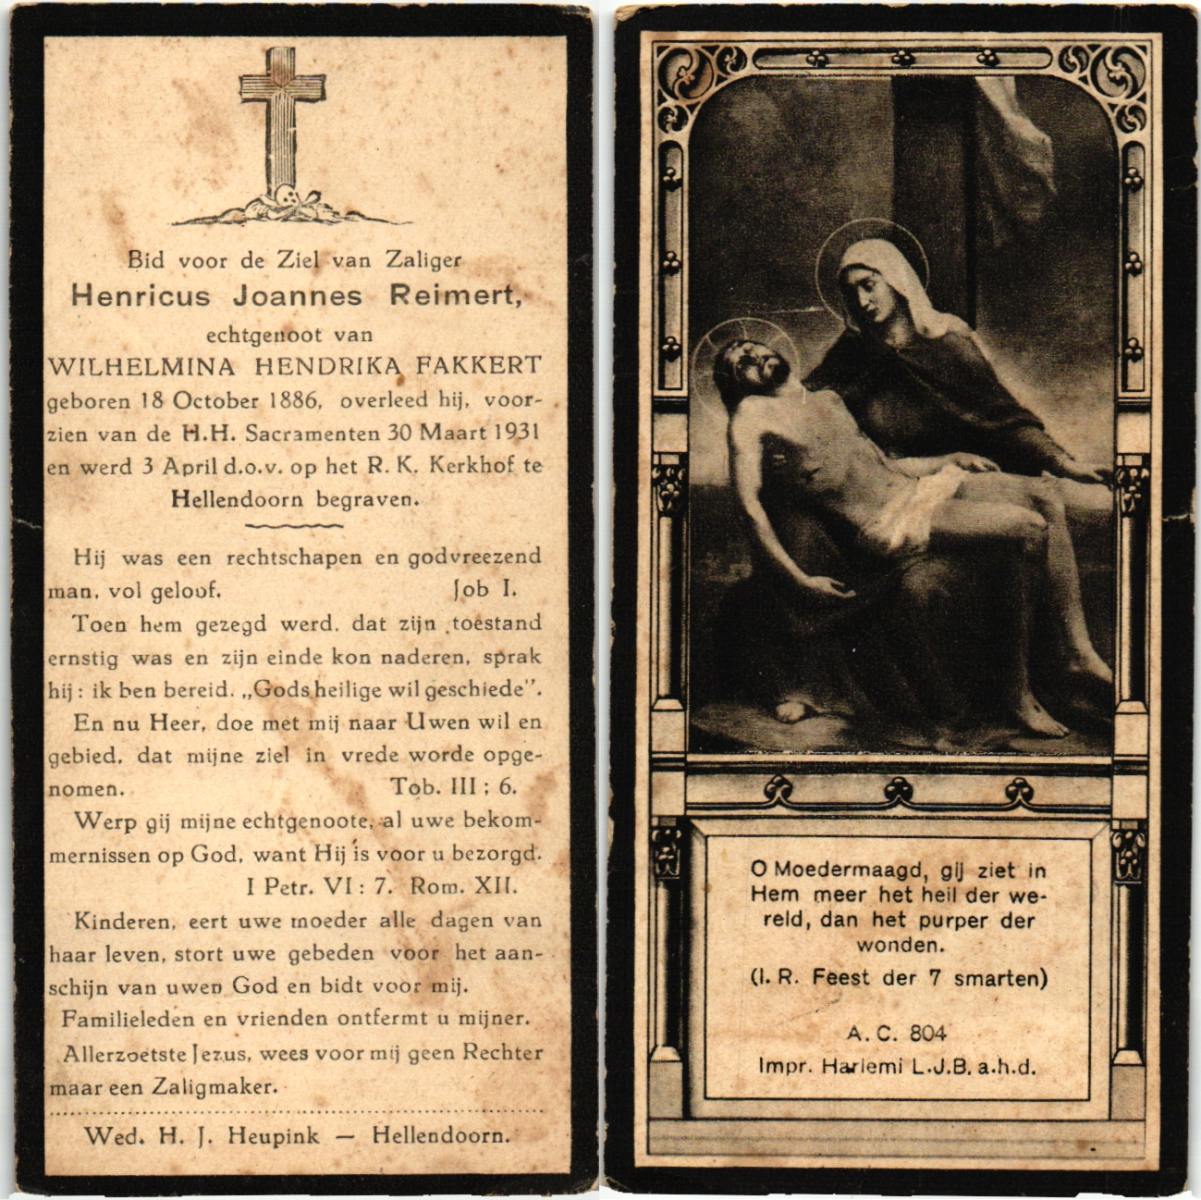 Bid voor de Ziel van Zaliger
Henricus Joannes Reimert,
echtgenoot van
WILHELMINA HENDRIKA FAKKERT
geboren 18 October 1886, overleed hij, voor-
zien van de H.H. Sacramenten 30 Maart 1931
en werd 3 April d.o.v. op het R. K. Kerkhof te
Hellendoorn begraven.
Hij was een rechtschapen en godvreezend
man, vol geloof. Job I.
Toen hem gezegd werd, dat zijn toestand
ernstig was en zijn einde kon naderen, sprak
hij: ik ben bereid. „Gods heilige wil geschiede".
En nu Heer, doe met mij naar Uwen wil en
gebied, dat mijne ziel in vrede worde opge-
nomen. Tob. III ; 6.
Werp gij mijne echtgenoote, al uwe bekom-
mernissen op God, want Hij is voor u bezorgd.
I Petr. VI : 7. Rom. XII.
Kinderen, eert uwe moeder alle dagen van
haar leven, stort uwe gebeden voor het aan-
schijn van uwen God en bidt voor mij.
Familieleden en vrienden ontfermt u mijner.
Allerzoetste Jezus, wees voor mij geen Rechter
maar een Zaligmaker.
Wed. H. J. Heupink — Hellendoorn.
O Moedermaagd, gij ziet in
Hem meer het heil der we-
reld, dan het purper der
wonden.
(I. R. Feest der 7 smarten)
A. C. 804
Impr. Harlemi L.J.B. a.h.d.